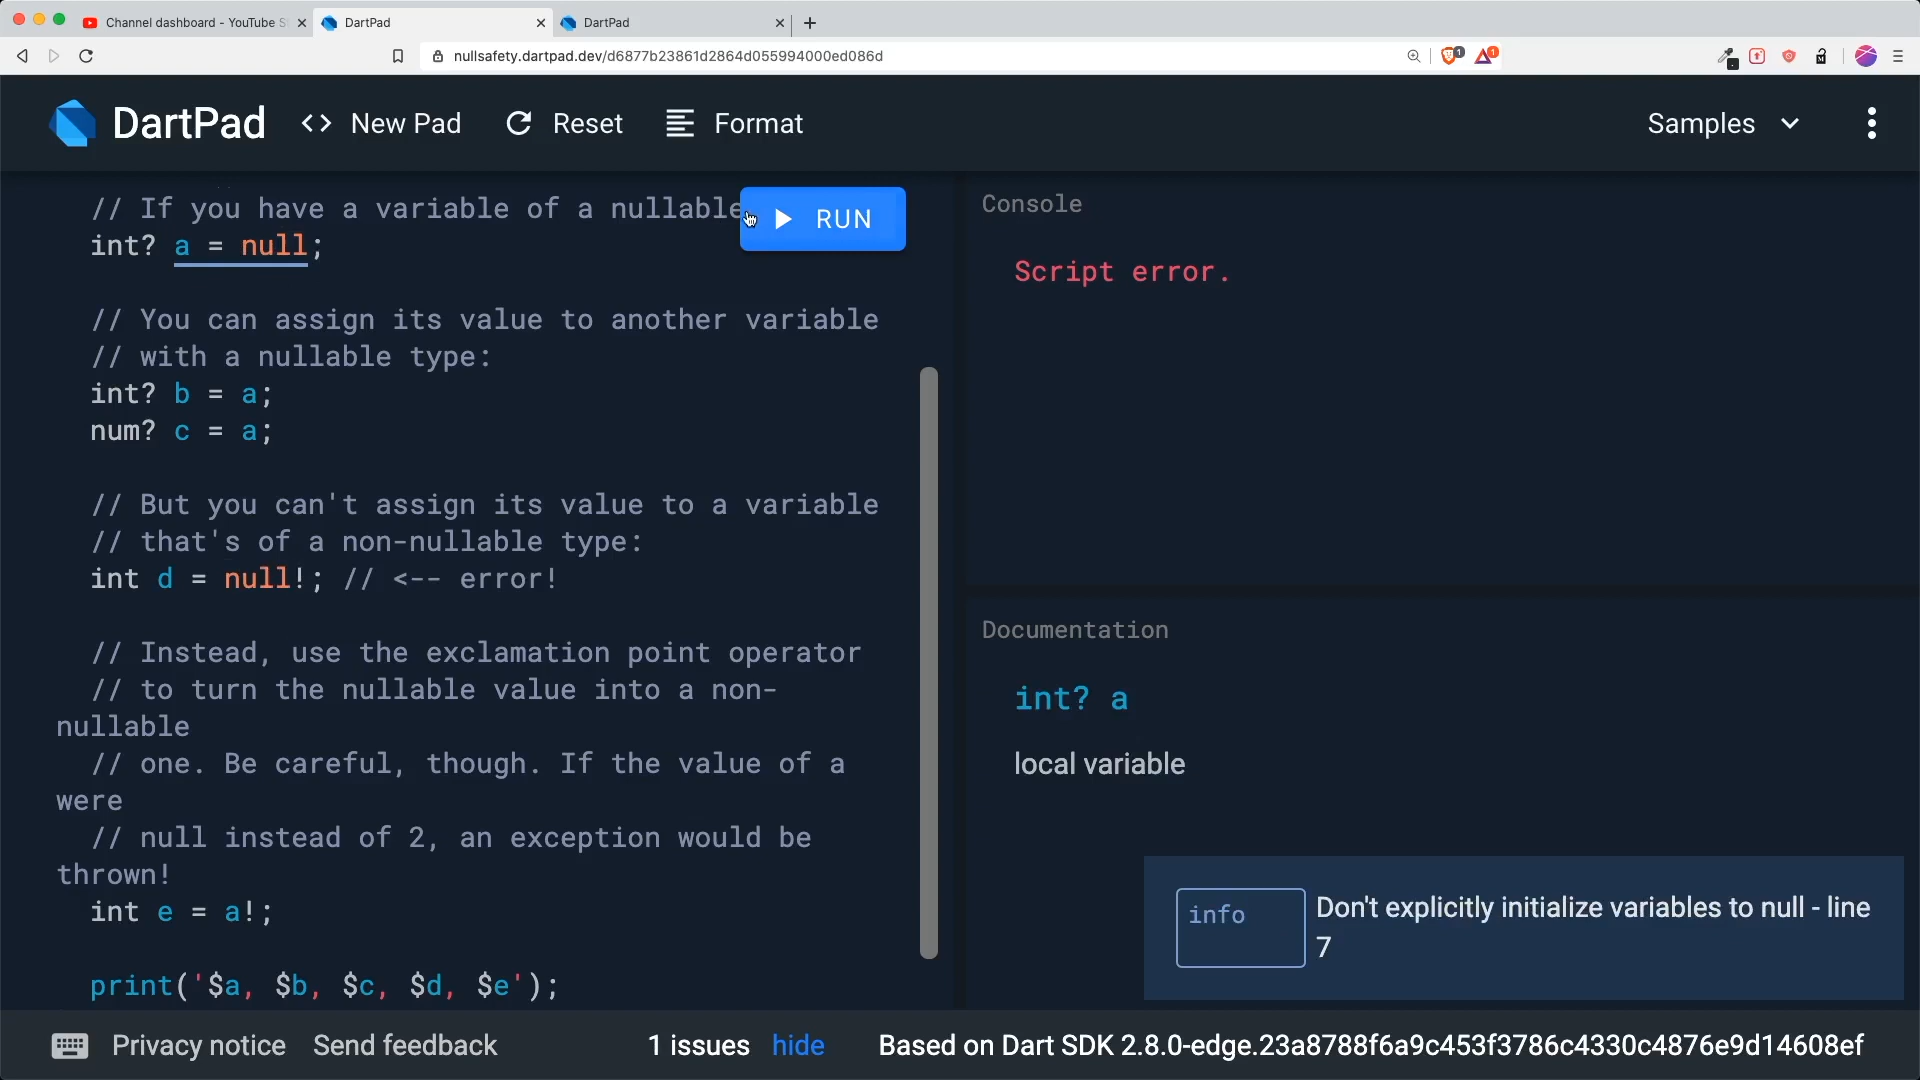 Channel dashboard - YouTube S
DartPad
DartPad
nullsafety.dartpad.dev/d6877b23861d2864d055994000ed086d
1
1
DartPad
New Pad
Reset
Format
Samples
// If you have a variable of a nullable
RUN
int? a = null;
// You can assign its value to another variable
// with a nullable type:
int? b = a;
num? c = a;
// But you can't assign its value to a variable
// that's of a non-nullable type:
int d = null!; // <-- error!
// Instead, use the exclamation point operator
// to turn the nullable value into a non-
nullable
// one. Be careful, though. If the value of a
were
// null instead of 2, an exception would be
thrown!
int e = a!;
print('$a, $b, $c, $d, $e');
Console
Script error.
Documentation
int? a
local variable
info
Don't explicitly initialize variables to null - line
7
Privacy notice
Send feedback
1 issues
hide
Based on Dart SDK 2.8.0-edge.23a8788f6a9c453f3786c4330c4876e9d14608ef